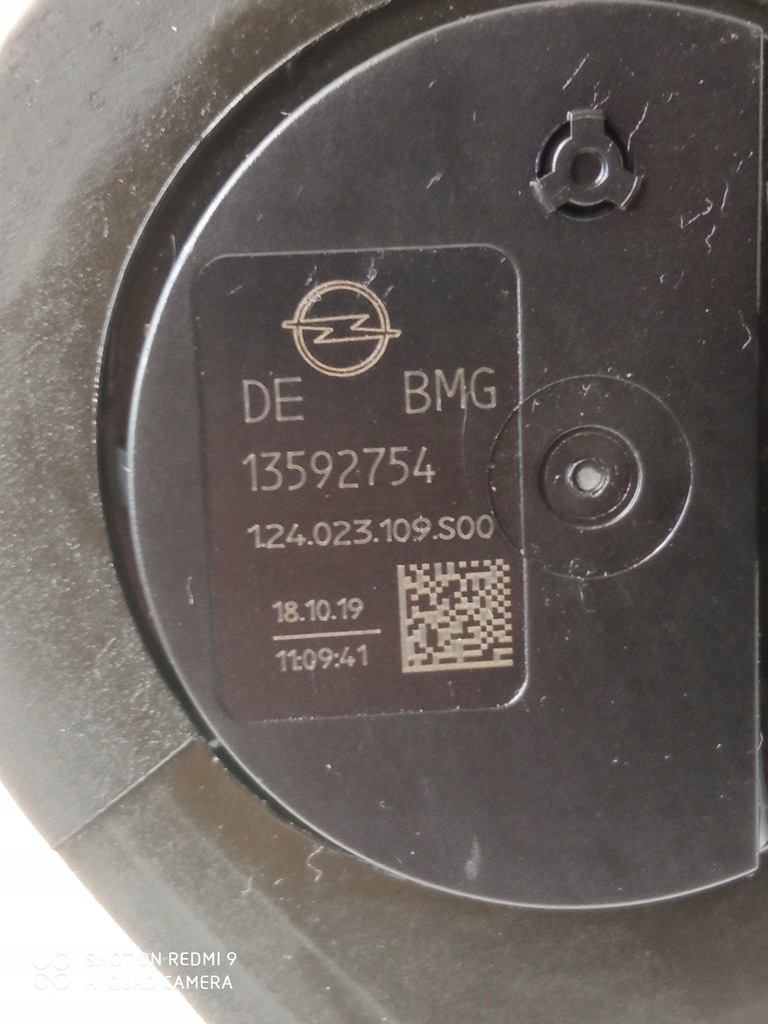 DE BMG
13592754
1.24.023.109.S00
18.10.19
11:09:41
SHOT ON REDMI 9
AI QUAD CAMERA